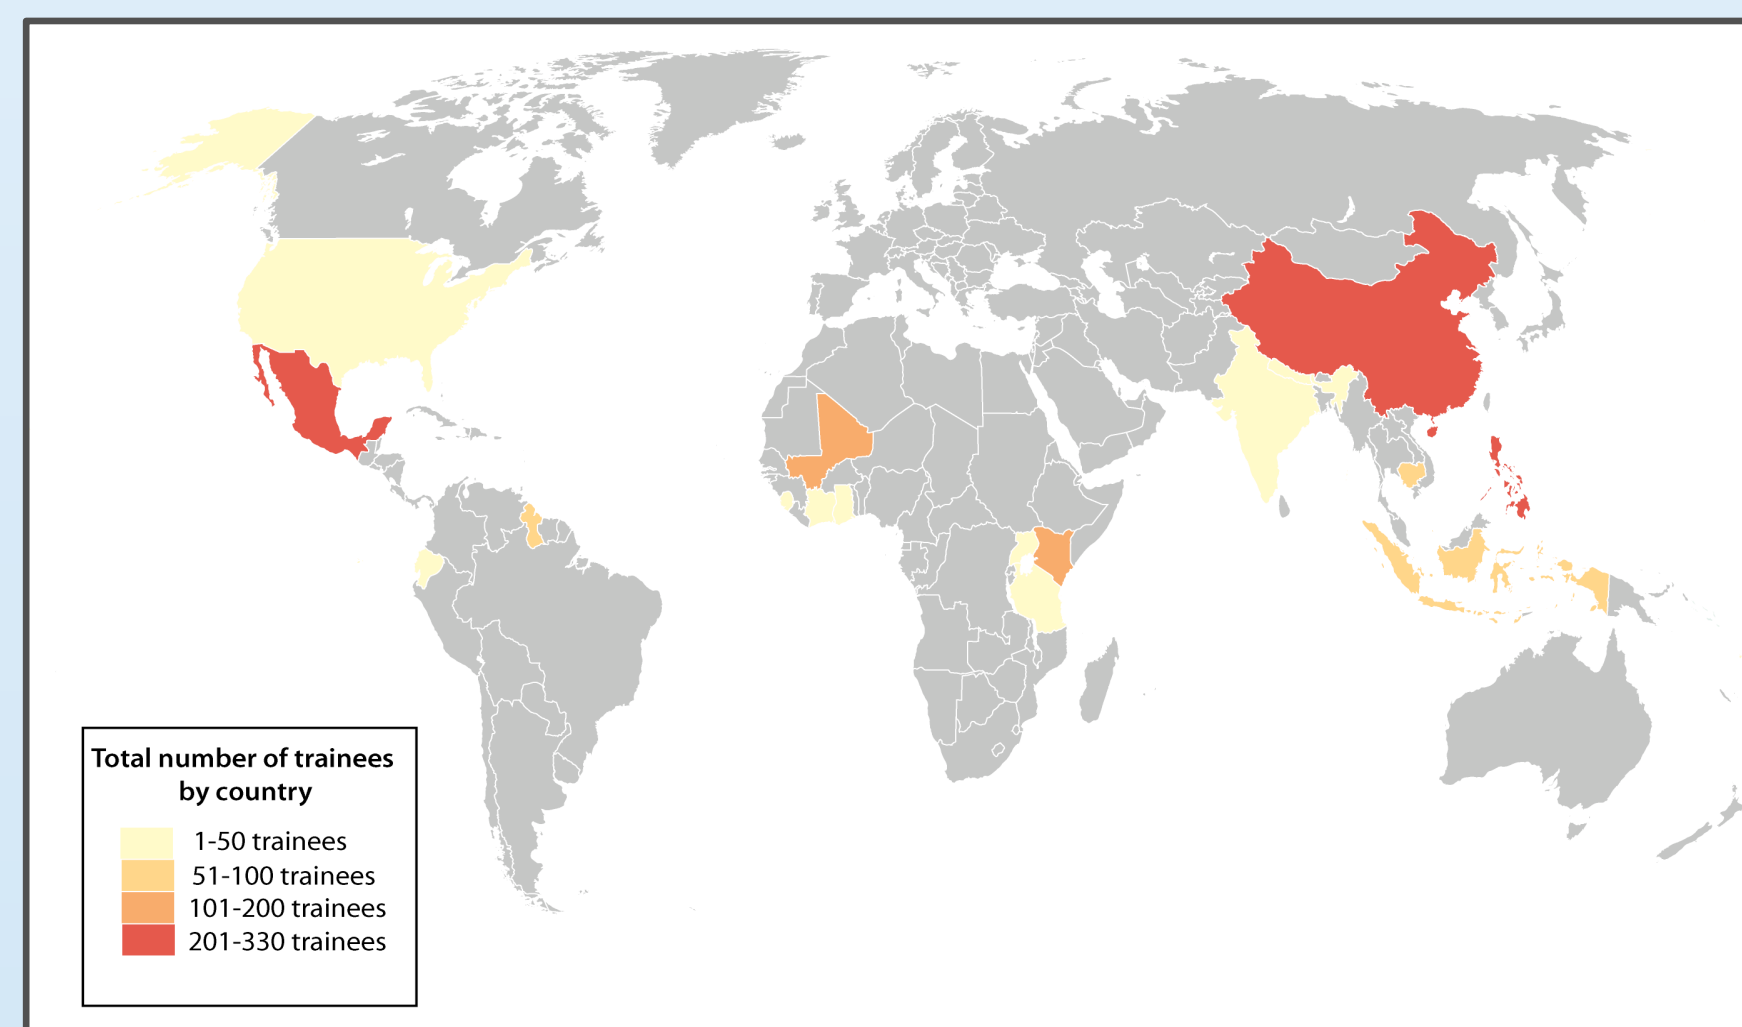 Total number of trainees
by country
1-50 trainees
51-100 trainees
101-200 trainees
201-330 trainees